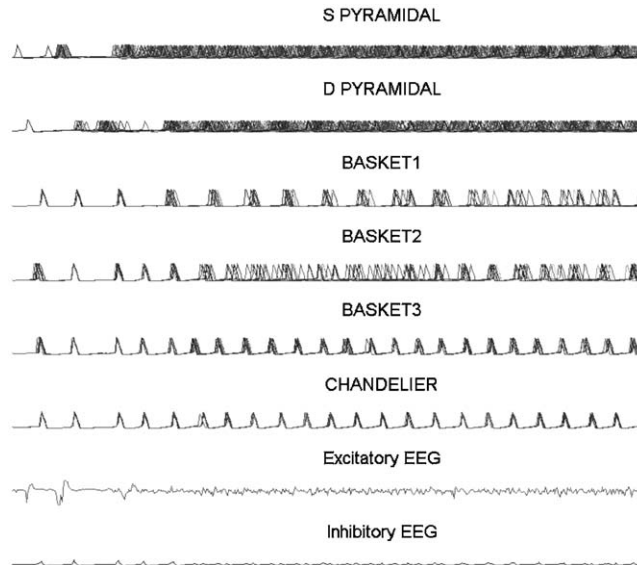 S PYRAMIDAL
D PYRAMIDAL
BASKET1
BASKET2
BASKET3
CHANDELIER
Excitatory EEG
Inhibitory EEG